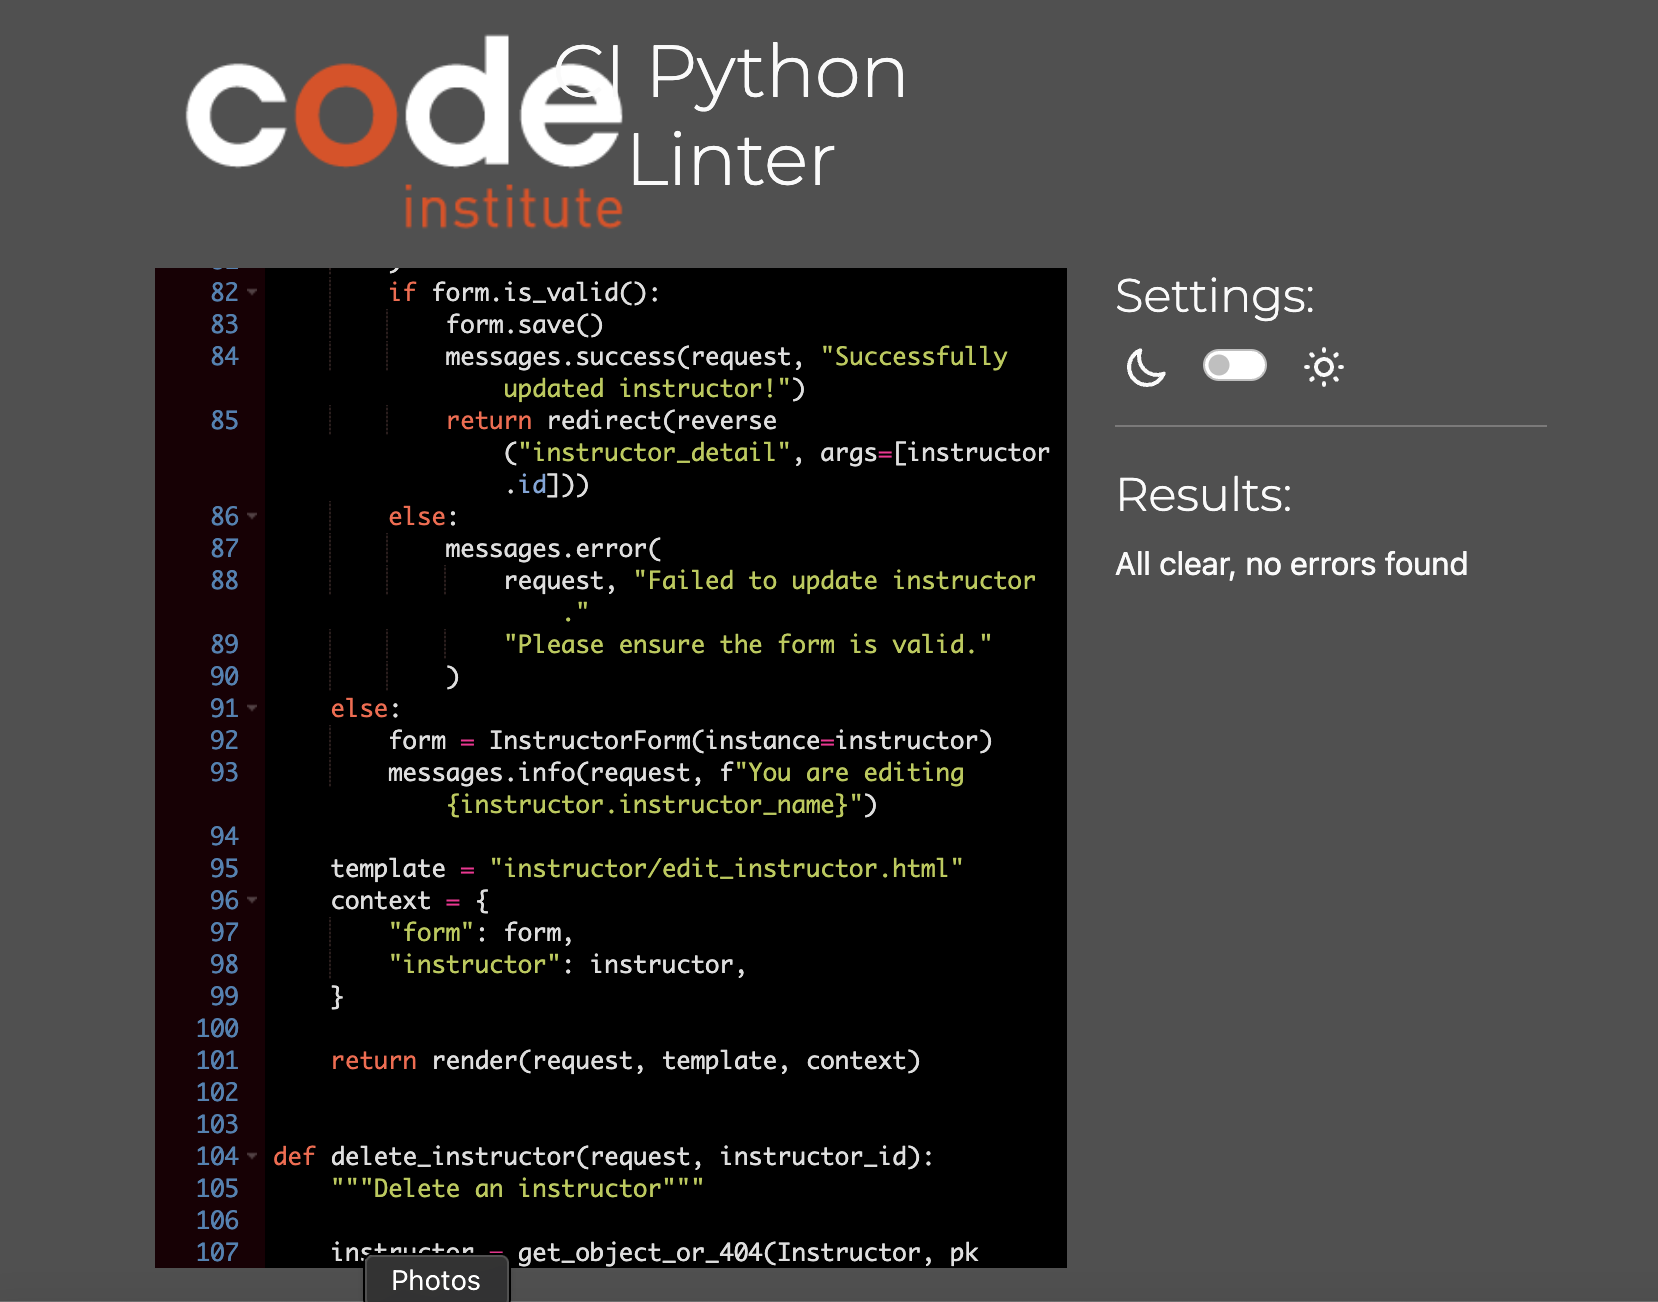 code
institute
CI Python
Linter
82 if form.is_valid():
83 form.save()
84 messages.success(request, "Successfully
updated instructor!")
85 return redirect(reverse
("instructor_detail", args=[instructor
.id]))
86 else:
87 messages.error(
88 request, "Failed to update instructor
."
89 "Please ensure the form is valid."
90 )
91 else:
92 form = InstructorForm(instance=instructor)
93 messages.info(request, f"You are editing
{instructor.instructor_name}")
94
95 template = "instructor/edit_instructor.html"
96 context = {
97 "form": form,
98 "instructor": instructor,
99 }
100
101 return render(request, template, context)
102
103
104 def delete_instructor(request, instructor_id):
105 """Delete an instructor"""
106
107 instructor = get_object_or_404(Instructor, pk
Settings:
Results:
All clear, no errors found
Photos